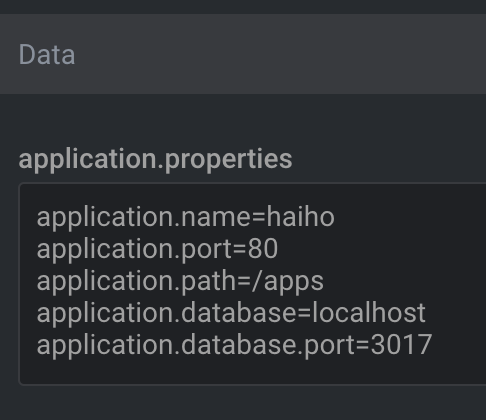 Data
application.properties
application.name=haiho
application.port=80
application.path=/apps
application.database=localhost
application.database.port=3017